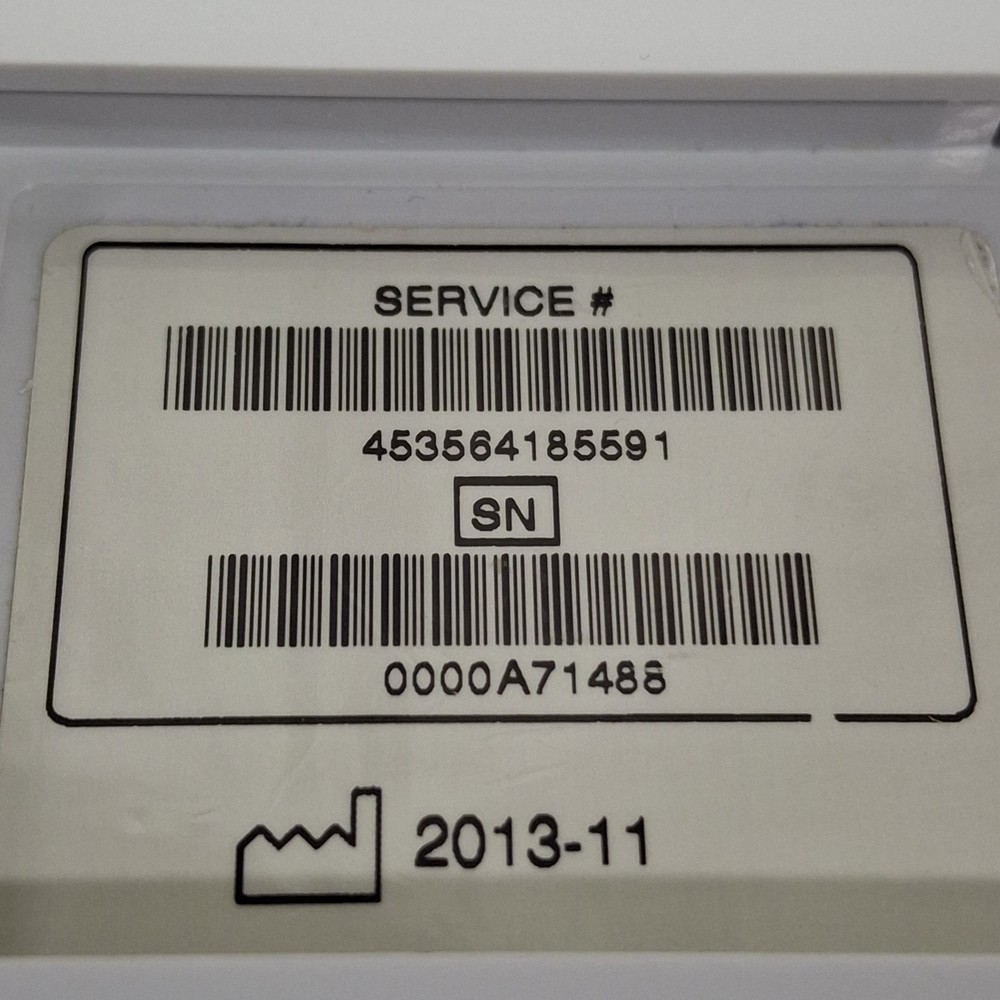 SERVICE #
453564185591
SN
0000A71488
2013-11